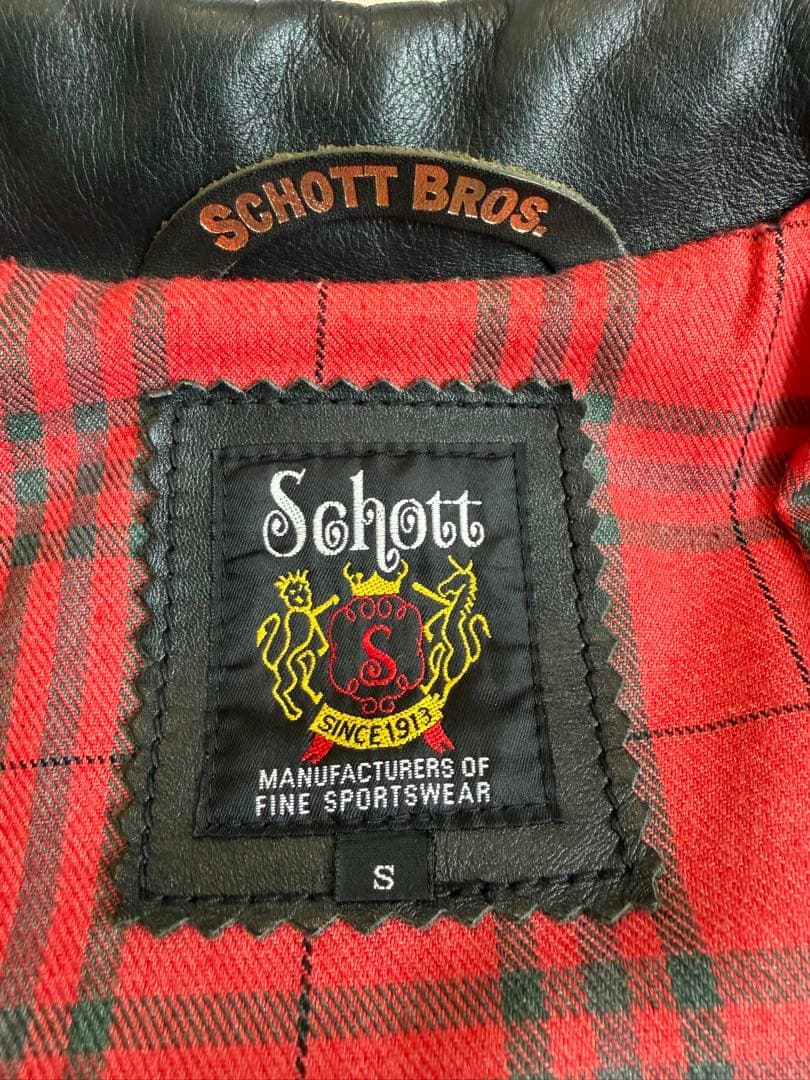 SCHOTT BROS.
Schott
S
SINCE 1913
MANUFACTURERS OF
FINE SPORTSWEAR
S